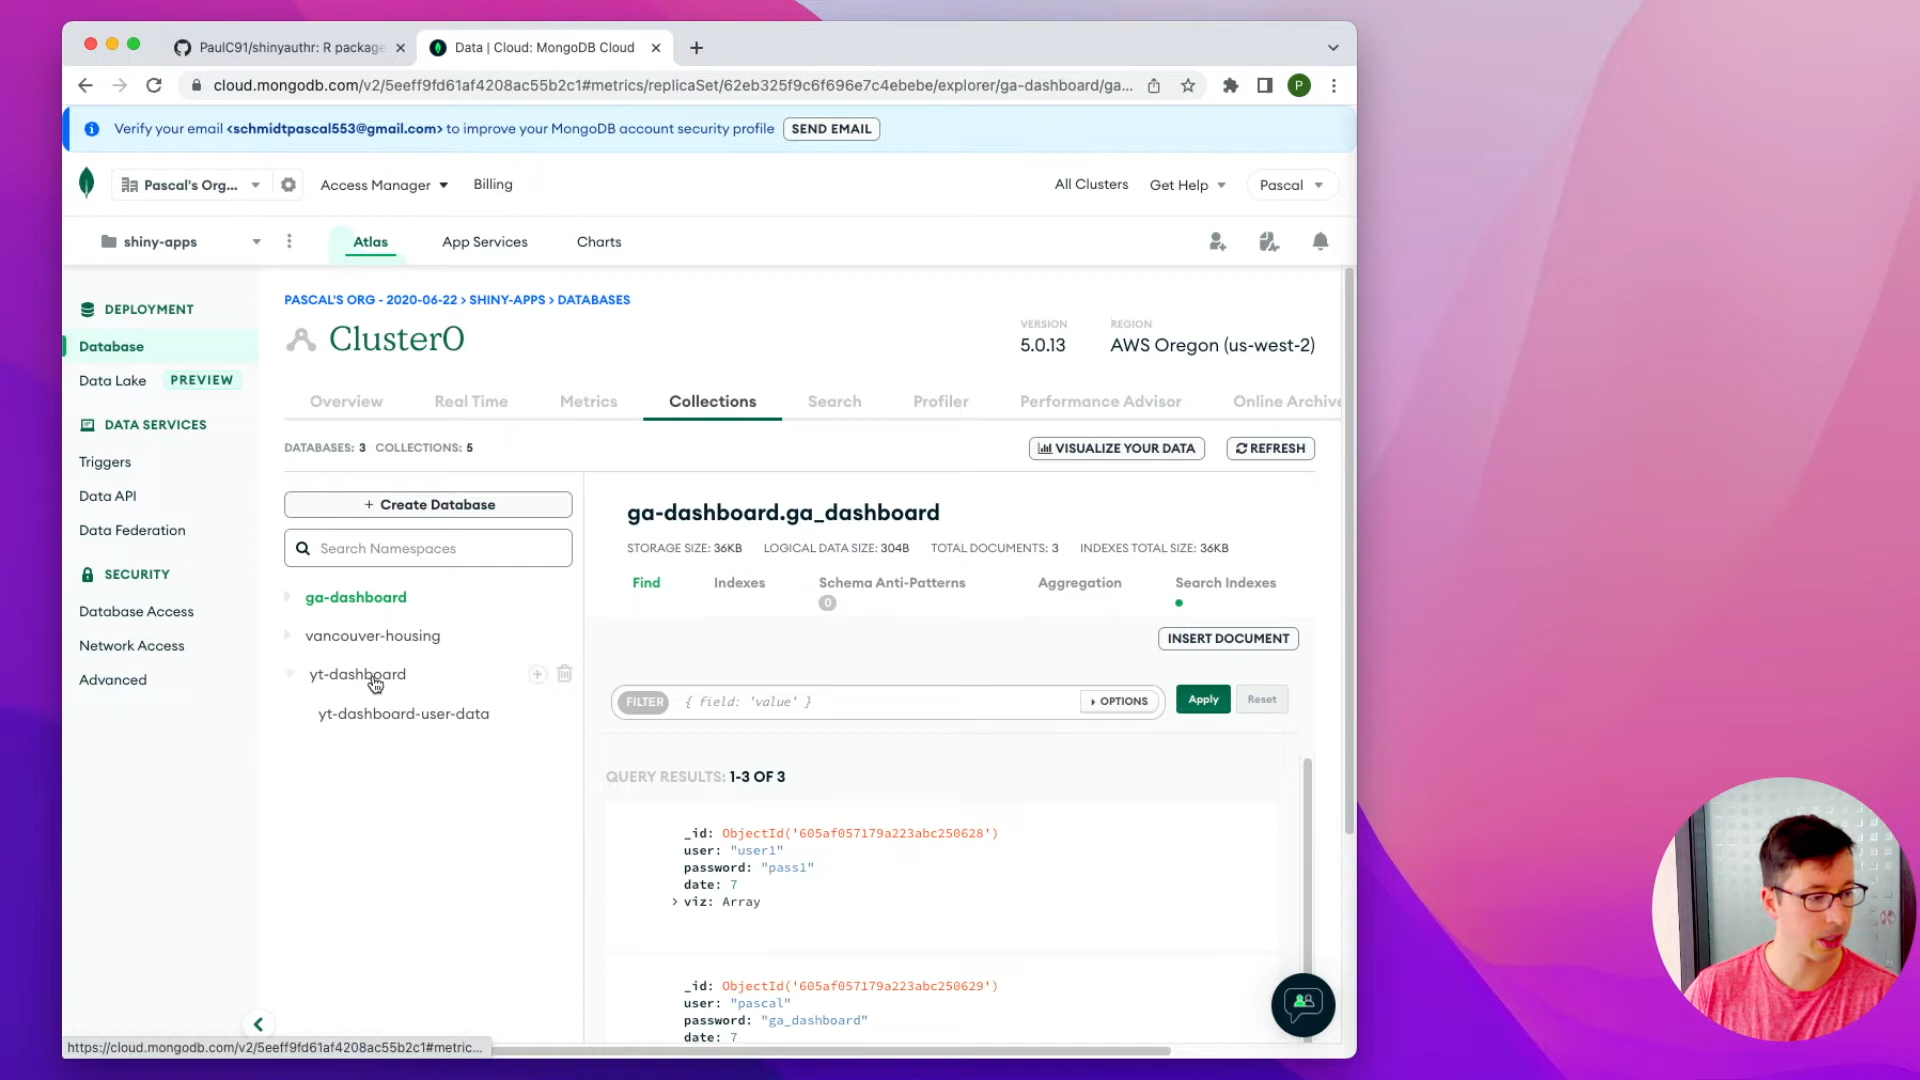 PaulC91/shinyauthr: R package
Data | Cloud: MongoDB Cloud
cloud.mongodb.com/v2/5eeff9fd61af4208ac55b2c1#metrics/replicaSet/62eb325f9c6f696e7c4ebebe/explorer/ga-dashboard/ga...
P
Verify your email <schmidtpascal553@gmail.com> to improve your MongoDB account security profile
SEND EMAIL
Pascal's Org...
Access Manager
Billing
All Clusters
Get Help
Pascal
shiny-apps
Atlas
App Services
Charts
DEPLOYMENT
Database
Data Lake
PREVIEW
DATA SERVICES
Triggers
Data API
Data Federation
SECURITY
Database Access
Network Access
Advanced
PASCAL'S ORG - 2020-06-22 > SHINY-APPS > DATABASES
Cluster0
VERSION
5.0.13
REGION
AWS Oregon (us-west-2)
Overview
Real Time
Metrics
Collections
Search
Profiler
Performance Advisor
Online Archive
DATABASES: 3 COLLECTIONS: 5
VISUALIZE YOUR DATA
REFRESH
+ Create Database
Search Namespaces
ga-dashboard
vancouver-housing
yt-dashboard
yt-dashboard-user-data
ga-dashboard.ga_dashboard
STORAGE SIZE: 36KB
LOGICAL DATA SIZE: 304B
TOTAL DOCUMENTS: 3
INDEXES TOTAL SIZE: 36KB
Find
Indexes
Schema Anti-Patterns
0
Aggregation
Search Indexes
INSERT DOCUMENT
FILTER
{ field: 'value' }
OPTIONS
Apply
Reset
QUERY RESULTS: 1-3 OF 3
_id: ObjectId('605af057179a223abc250628')
user: "user1"
password: "pass1"
date: 7
viz: Array
_id: ObjectId('605af057179a223abc250629')
user: "pascal"
password: "ga_dashboard"
date: 7
https://cloud.mongodb.com/v2/5eeff9fd61af4208ac55b2c1#metric...